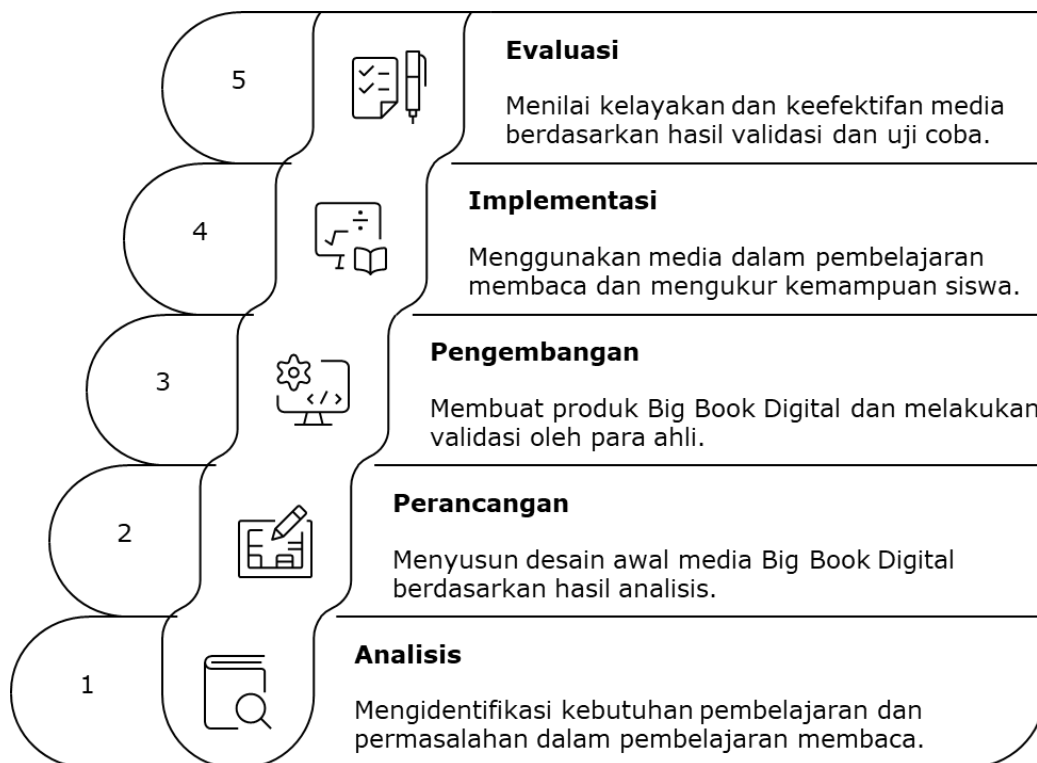 5
Evaluasi
Menilai kelayakan dan keefektifan media
berdasarkan hasil validasi dan uji coba.
4
Implementasi
Menggunakan media dalam pembelajaran
membaca dan mengukur kemampuan siswa.
3
Pengembangan
Membuat produk Big Book Digital dan melakukan
validasi oleh para ahli.
2
Perancangan
Menyusun desain awal media Big Book Digital
berdasarkan hasil analisis.
1
Analisis
Mengidentifikasi kebutuhan pembelajaran dan
permasalahan dalam pembelajaran membaca.